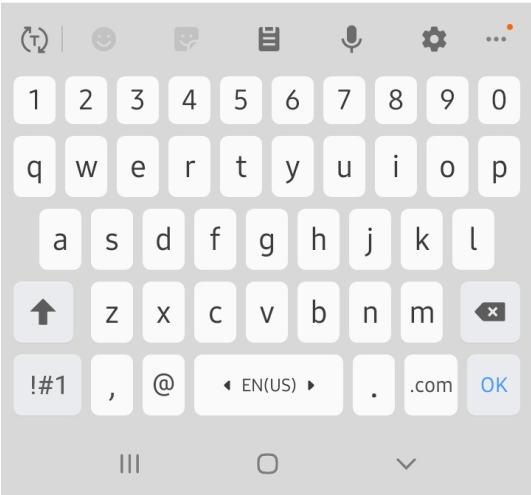 T
1 2 3 4 5 6 7 8 9 0
q w e r t y u i o p
a s d f g h j k l
z x c v b n m
!#1 , @ EN(US) . .com OK